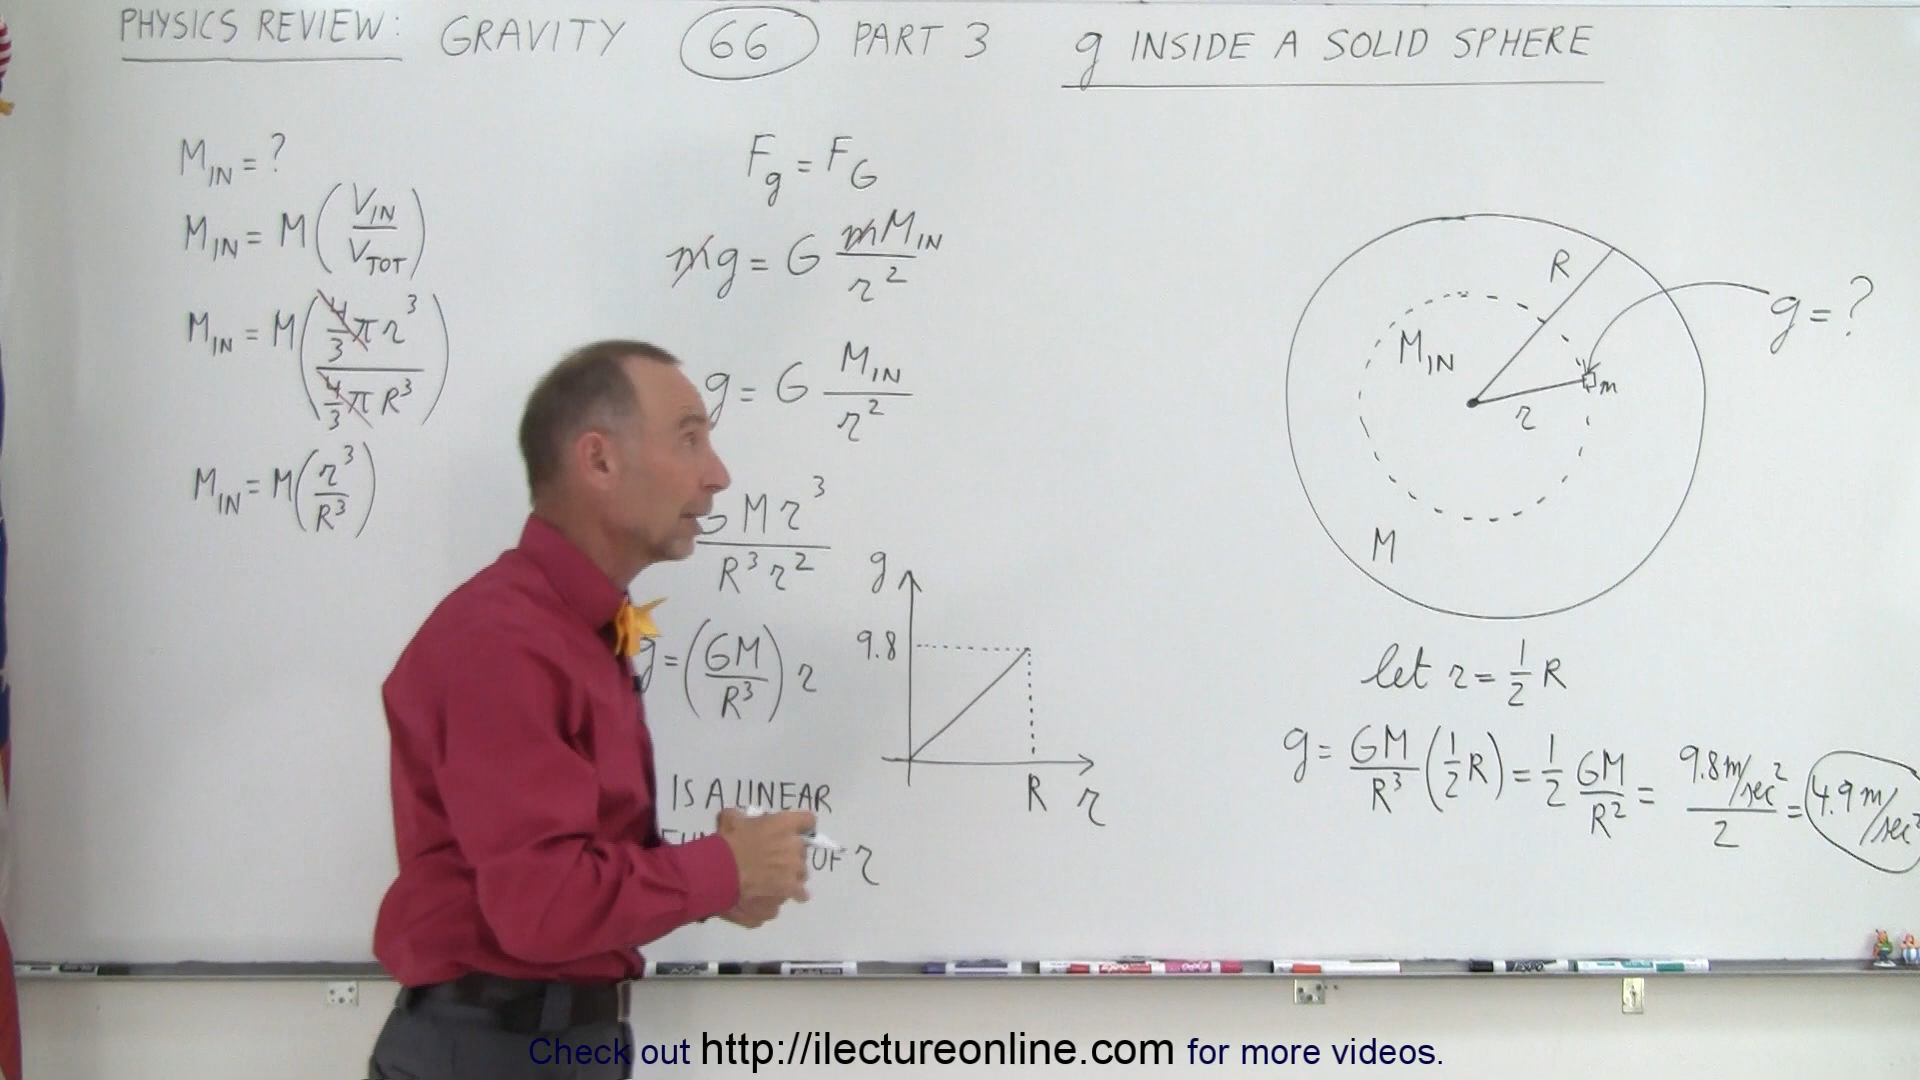 PHYSICS REVIEW: GRAVITY 66 PART 3 g INSIDE A SOLID SPHERE
M_IN = ?
M_IN = M (V_IN / V_TOT)
M_IN = M (4/3 π r³ / 4/3 π R³)
M_IN = M (r³ / R³)
F_g = F_G
mg = G mM_IN / r²
g = G M_IN / r²
GMr³ / R³r²
g = (GM / R³) r
IS A LINEAR
OF r
g
9.8
R r
R
M_IN
m
r
M
g = ?
let r = 1/2 R
g = GM / R³ (1/2 R) = 1/2 GM / R² = 9.8 m/sec² / 2 = 4.9 m/sec²
Check out http://ilectureonline.com for more videos.